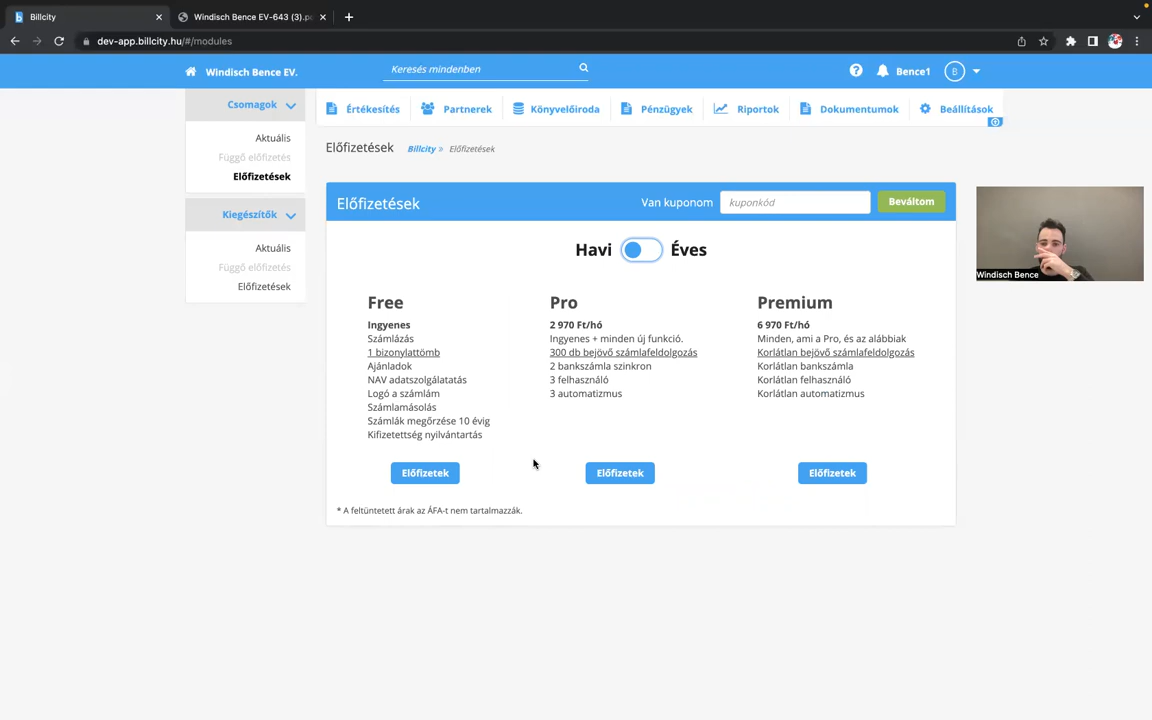 Billcity
Windisch Bence EV-643 (3).p
dev-app.billcity.hu/#/modules
Windisch Bence EV.
Keresés mindenben
Bence1
B
Csomagok
Aktuális
Függő előfizetés
Előfizetések
Kiegészítők
Aktuális
Függő előfizetés
Előfizetések
Értékesítés
Partnerek
Könyvelőiroda
Pénzügyek
Riportok
Dokumentumok
Beállítások
Előfizetések
Billcity » Előfizetések
Előfizetések
Van kuponom
kuponkód
Beváltom
Havi
Éves
Free
Ingyenes
Számlázás
1 bizonylattömb
Ajánladok
NAV adatszolgálatatás
Logó a számlám
Számlamásolás
Számlák megőrzése 10 évig
Kifizetettség nyilvántartás
Előfizetek
Pro
2 970 Ft/hó
Ingyenes + minden új funkció.
300 db bejövő számlafeldolgozás
2 bankszámla szinkron
3 felhasználó
3 automatizmus
Előfizetek
Premium
6 970 Ft/hó
Minden, ami a Pro, és az alábbiak
Korlátlan bejövő számlafeldolgozás
Korlátlan bankszámla
Korlátlan felhasználó
Korlátlan automatizmus
Előfizetek
* A feltüntetett árak az ÁFA-t nem tartalmazzák.
Windisch Bence